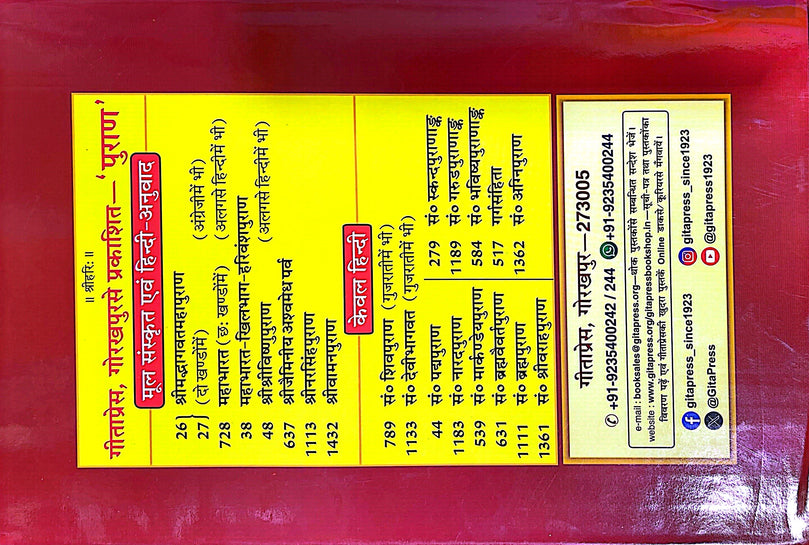 ॥ श्रीहरिः ॥
गीताप्रेस, गोरखपुरसे प्रकाशित—'पुराण'
मूल संस्कृत एवं हिन्दी-अनुवाद
26 श्रीमद्भागवतमहापुराण
27 (दो खण्डोंमें) (अंग्रेजीमें भी)
728 महाभारत (छः खण्डोंमें) (अलगसे हिन्दीमें भी)
38 महाभारत-खिलभाग-हरिवंशपुराण
48 श्रीश्रीविष्णुपुराण (अलगसे हिन्दीमें भी)
637 श्रीजैमिनीय अश्वमेध पर्व
1113 श्रीनरसिंहपुराण
1432 श्रीवामनपुराण
केवल हिन्दी
789 सं० शिवपुराण (गुजरातीमें भी)
1133 सं० देवीभागवत (गुजरातीमें भी)
44 सं० पद्मपुराण
1183 सं० नारदपुराण
539 सं० मार्कण्डेयपुराण
631 सं० ब्रह्मवैवर्तपुराण
1111 सं० ब्रह्मपुराण
1361 सं० श्रीवराहपुराण
279 सं० स्कन्दपुराणाङ्क
1189 सं० गरुडपुराणाङ्क
584 सं० भविष्यपुराणाङ्क
517 गर्गसंहिता
1362 सं० अग्निपुराण
गीताप्रेस, गोरखपुर—273005
+91-9235400242 / 244 +91-9235400244
e-mail : booksales@gitapress.org—थोक पुस्तकोंसे सम्बन्धित सन्देश भेजें।
website : www.gitapress.org/gitapressbookshop.in—सूची-पत्र तथा पुस्तकोंका
विवरण पढ़ें एवं गीताप्रेसकी खुदरा पुस्तकें Online डाकसे/कूरियरसे मँगवायें।
gitapress_since1923 gitapress_since1923
@GitaPress @gitapress1923